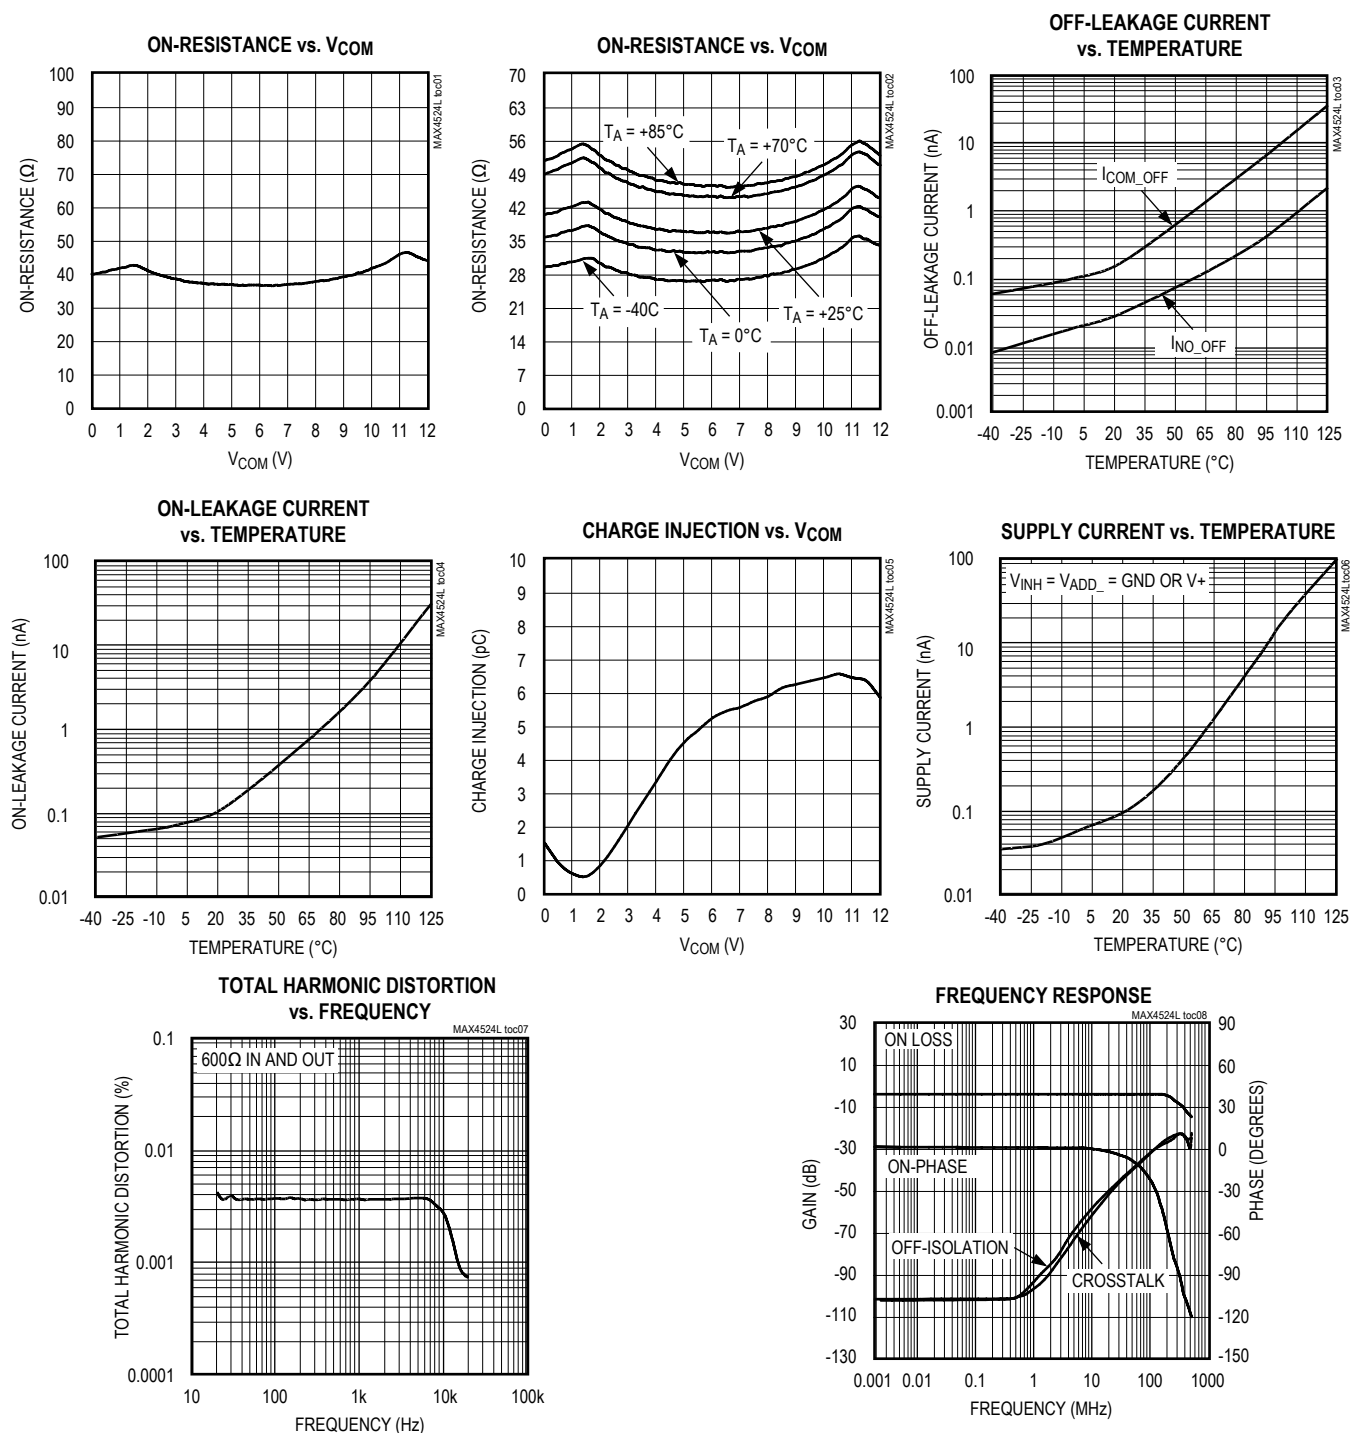 ON-RESISTANCE vs. VCOM
MAX4524L toc01
ON-RESISTANCE (Ω)
100
90
80
70
60
50
40
30
20
10
0
0 1 2 3 4 5 6 7 8 9 10 11 12
VCOM (V)
ON-RESISTANCE vs. VCOM
MAX4524L toc02
ON-RESISTANCE (Ω)
70
63
56
49
42
35
28
21
14
7
0
TA = +85°C
TA = +70°C
TA = -40C
TA = 0°C
TA = +25°C
0 1 2 3 4 5 6 7 8 9 10 11 12
VCOM (V)
OFF-LEAKAGE CURRENT
vs. TEMPERATURE
MAX4524L toc03
OFF-LEAKAGE CURRENT (nA)
100
10
1
0.1
0.01
0.001
ICOM_OFF
INO_OFF
-40 -25 -10 5 20 35 50 65 80 95 110 125
TEMPERATURE (°C)
ON-LEAKAGE CURRENT
vs. TEMPERATURE
MAX4524L toc04
ON-LEAKAGE CURRENT (nA)
100
10
1
0.1
0.01
-40 -25 -10 5 20 35 50 65 80 95 110 125
TEMPERATURE (°C)
CHARGE INJECTION vs. VCOM
MAX4524L toc05
CHARGE INJECTION (pC)
10
9
8
7
6
5
4
3
2
1
0
0 1 2 3 4 5 6 7 8 9 10 11 12
VCOM (V)
SUPPLY CURRENT vs. TEMPERATURE
MAX4524Ltoc06
SUPPLY CURRENT (nA)
VINH = VADD_ = GND OR V+
100
10
1
0.1
0.01
-40 -25 -10 5 20 35 50 65 80 95 110 125
TEMPERATURE (°C)
TOTAL HARMONIC DISTORTION
vs. FREQUENCY
MAX4524L toc07
TOTAL HARMONIC DISTORTION (%)
600Ω IN AND OUT
0.1
0.01
0.001
0.0001
10 100 1k 10k 100k
FREQUENCY (Hz)
FREQUENCY RESPONSE
MAX4524L toc08
GAIN (dB)
30
10
-10
-30
-50
-70
-90
-110
-130
ON LOSS
ON-PHASE
OFF-ISOLATION
CROSSTALK
90
60
30
0
-30
-60
-90
-120
-150
PHASE (DEGREES)
0.001 0.01 0.1 1 10 100 1000
FREQUENCY (MHz)